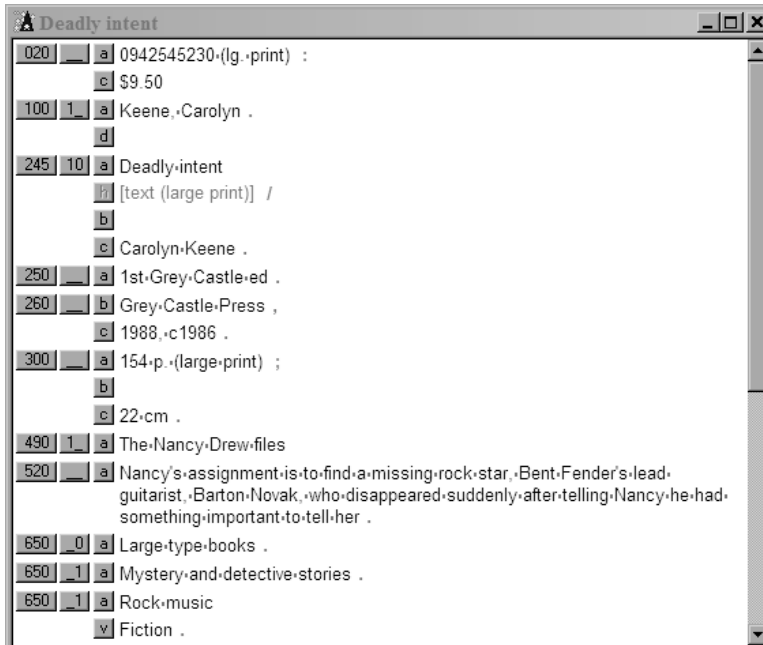 Deadly intent
020 __ a 0942545230·(lg.·print) :
c $9.50
100 1_ a Keene,·Carolyn .
d
245 10 a Deadly·intent
h [text (large print)] /
b
c Carolyn·Keene .
250 __ a 1st·Grey·Castle·ed .
260 __ b Grey·Castle·Press ,
c 1988,·c1986 .
300 __ a 154·p.·(large·print) ;
b
c 22·cm .
490 1_ a The·Nancy·Drew·files
520 __ a Nancy's·assignment·is·to·find·a·missing·rock·star,·Bent·Fender's·lead·
guitarist,·Barton·Novak,·who·disappeared·suddenly·after·telling·Nancy·he·had·
something·important·to·tell·her .
650 _0 a Large·type·books .
650 _1 a Mystery·and·detective·stories .
650 _1 a Rock·music
v Fiction .